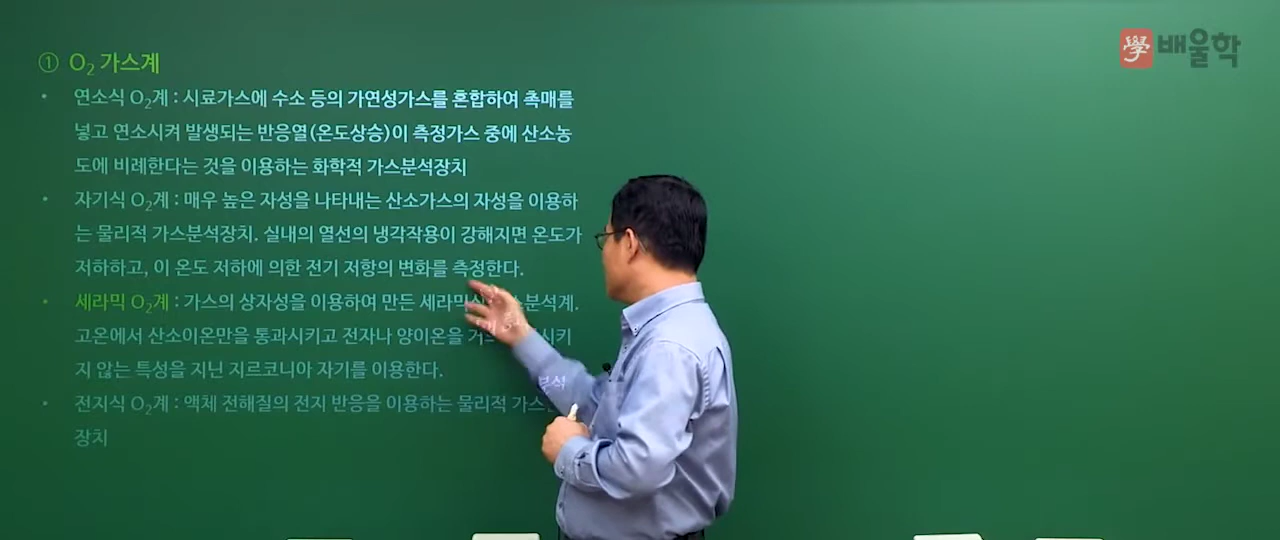 學 배울학
① O₂ 가스계
• 연소식 O₂계 : 시료가스에 수소 등의 가연성가스를 혼합하여 촉매를
넣고 연소시켜 발생되는 반응열(온도상승)이 측정가스 중에 산소농
도에 비례한다는 것을 이용하는 화학적 가스분석장치
• 자기식 O₂계 : 매우 높은 자성을 나타내는 산소가스의 자성을 이용하
는 물리적 가스분석장치. 실내의 열선의 냉각작용이 강해지면 온도가
저하하고, 이 온도 저하에 의한 전기 저항의 변화를 측정한다.
• 세라믹 O₂계 : 가스의 상자성을 이용하여 만든 세라믹식 분석계.
고온에서 산소이온만을 통과시키고 전자나 양이온을 시키
지 않는 특성을 지닌 지르코니아 자기를 이용한다.
• 전지식 O₂계 : 액체 전해질의 전지 반응을 이용하는 물리적 분석
장치